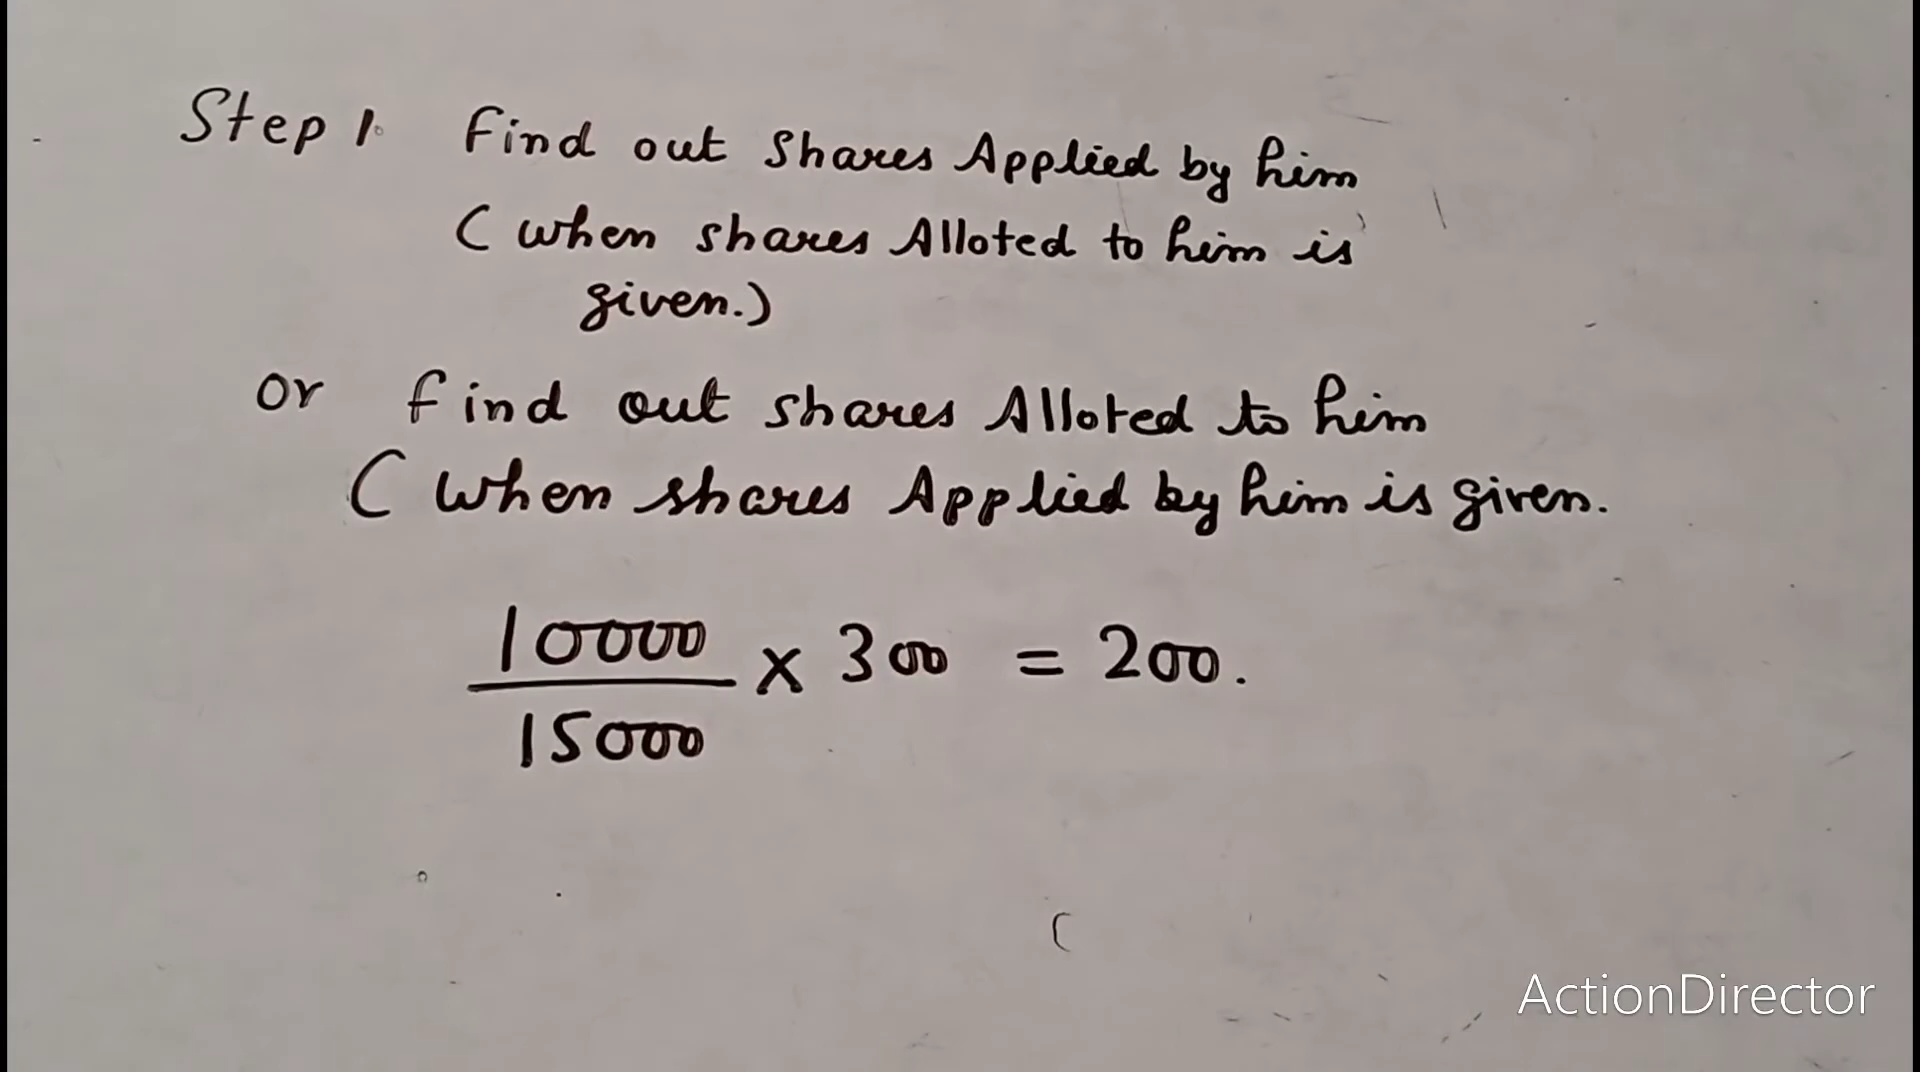 Step 1. Find out Shares Applied by him
( when shares Alloted to him is
given.)
or find out shares Alloted to him
( When shares Applied by him is given.
10000
15000 x 300 = 200.
(
ActionDirector